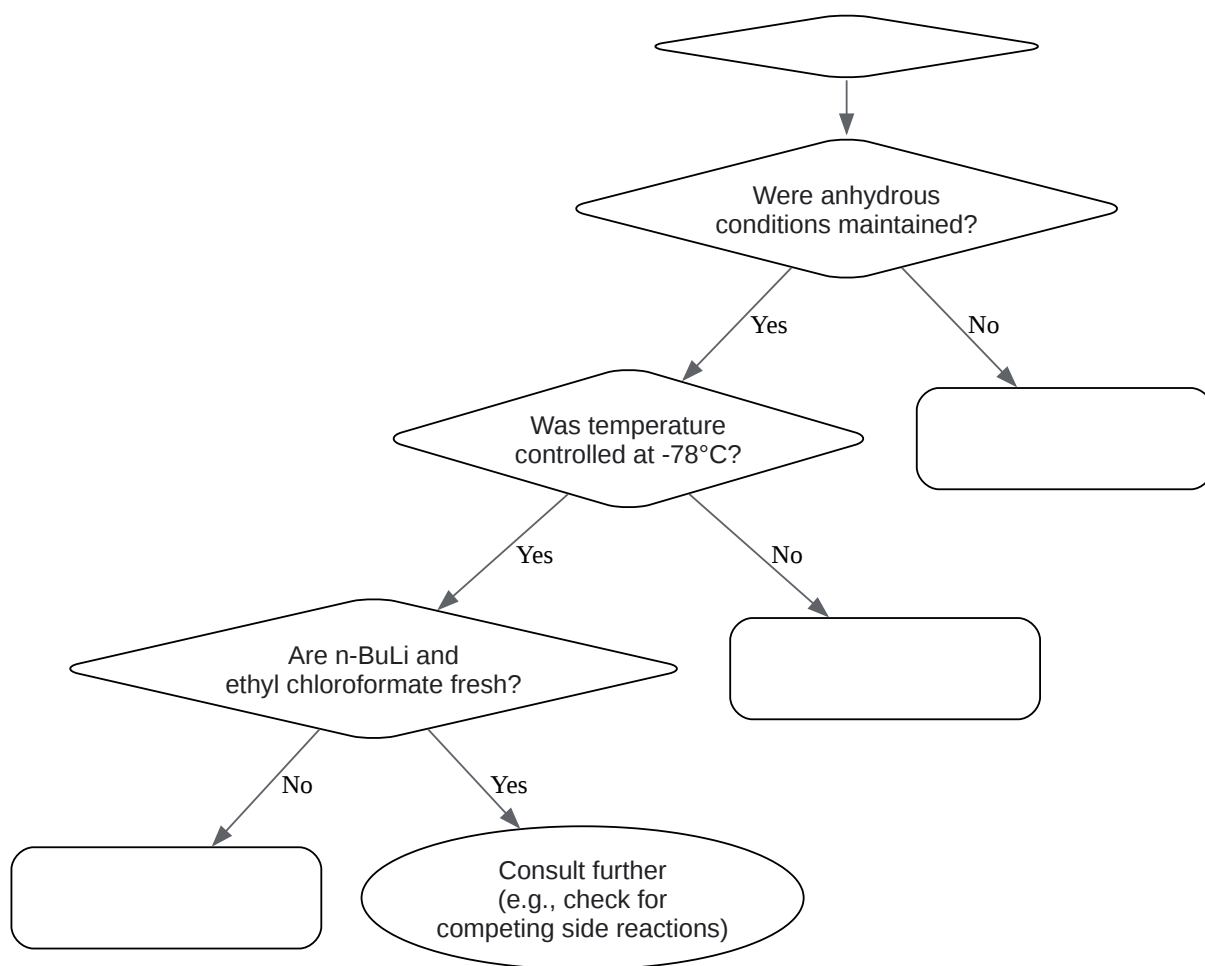 Were anhydrous
conditions maintained?
Yes
No
Was temperature
controlled at -78°C?
Yes
No
Are n-BuLi and
ethyl chloroformate fresh?
No
Yes
Consult further
(e.g., check for
competing side reactions)